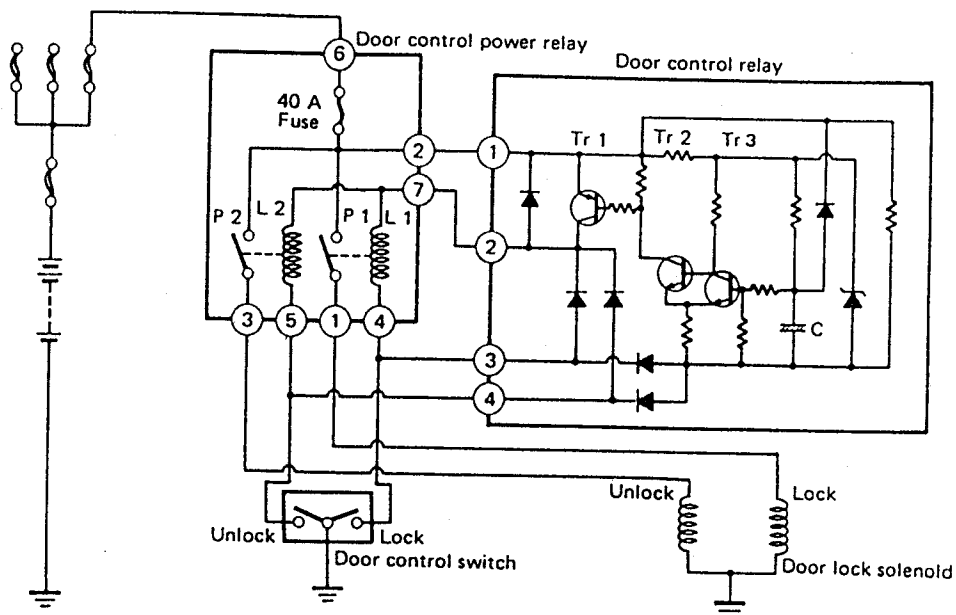 Door control power relay
6
Door control relay
40 A
Fuse
2
1
Tr 1
Tr 2
Tr 3
7
P 2
L 2
P 1
L 1
2
3
5
1
4
C
3
4
Unlock
Lock
Unlock
Lock
Door control switch
Door lock solenold